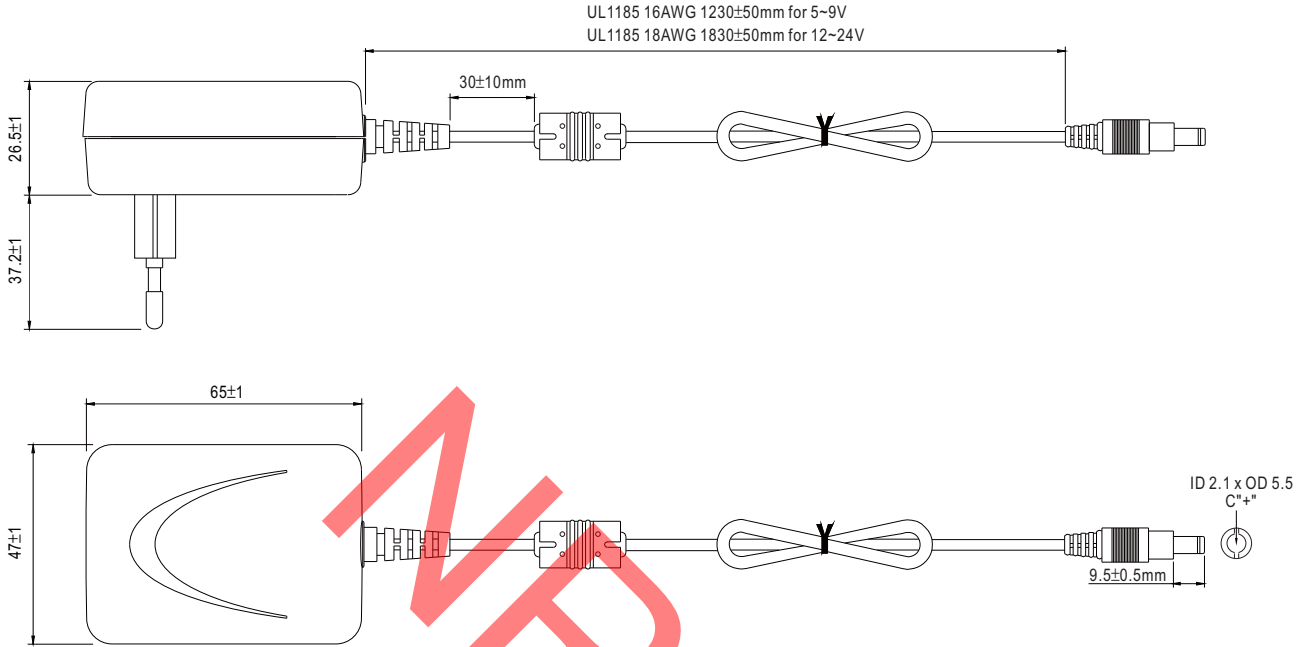 UL1185 16AWG 1230±50mm for 5~9V
UL1185 18AWG 1830±50mm for 12~24V
30±10mm
26.5±1
37.2±1
65±1
47±1
ID 2.1 x OD 5.5
C"+"
9.5±0.5mm